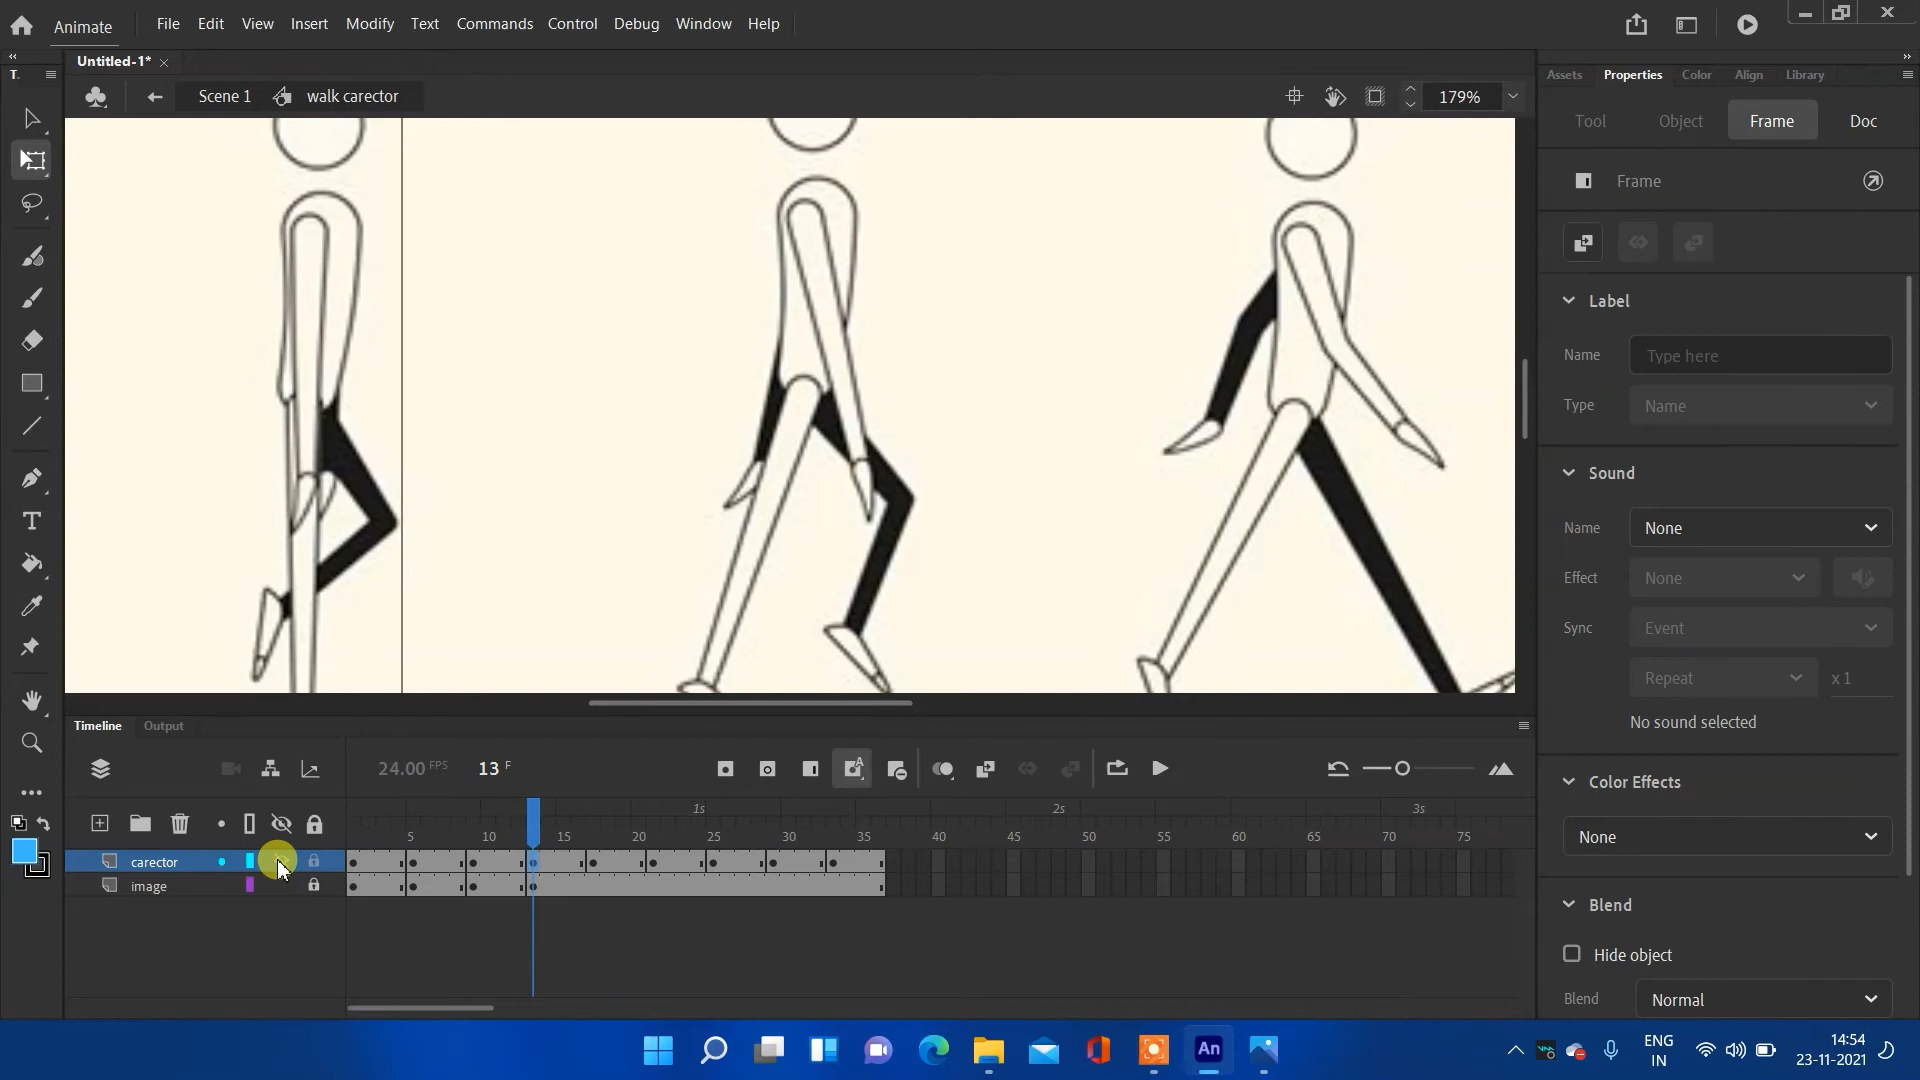 Animate File Edit View Insert Modify Text Commands Control Debug Window Help
Untitled-1*
T.
Scene 1 walk carector 179%
Assets Properties Color Align Library
Tool Object Frame Doc
Frame
Label
Name Type here
Type Name
Sound
Name None
Effect None
Sync Event
Repeat x 1
No sound selected
Color Effects
None
Blend
Hide object
Blend Normal
Timeline Output
24.00 FPS 13 F
1s 2s 3s
5 10 15 20 25 30 35 40 45 50 55 60 65 70 75
carector
image
An
ENG
IN
14:54
23-11-2021